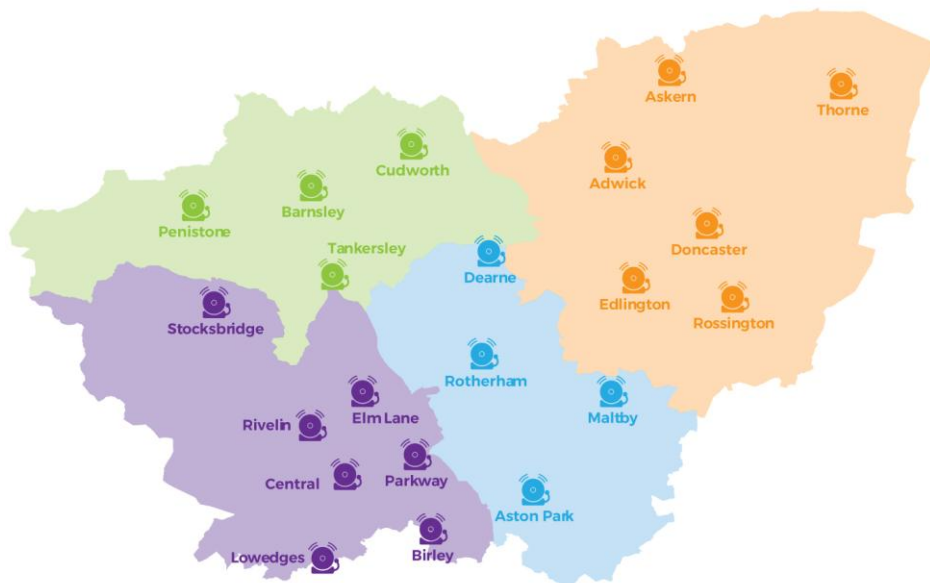 Askern
Thorne
Cudworth
Adwick
Barnsley
Penistone
Doncaster
Tankersley
Dearne
Edlington
Rossington
Stocksbridge
Rotherham
Elm Lane
Maltby
Rivelin
Central
Parkway
Aston Park
Birley
Lowedges